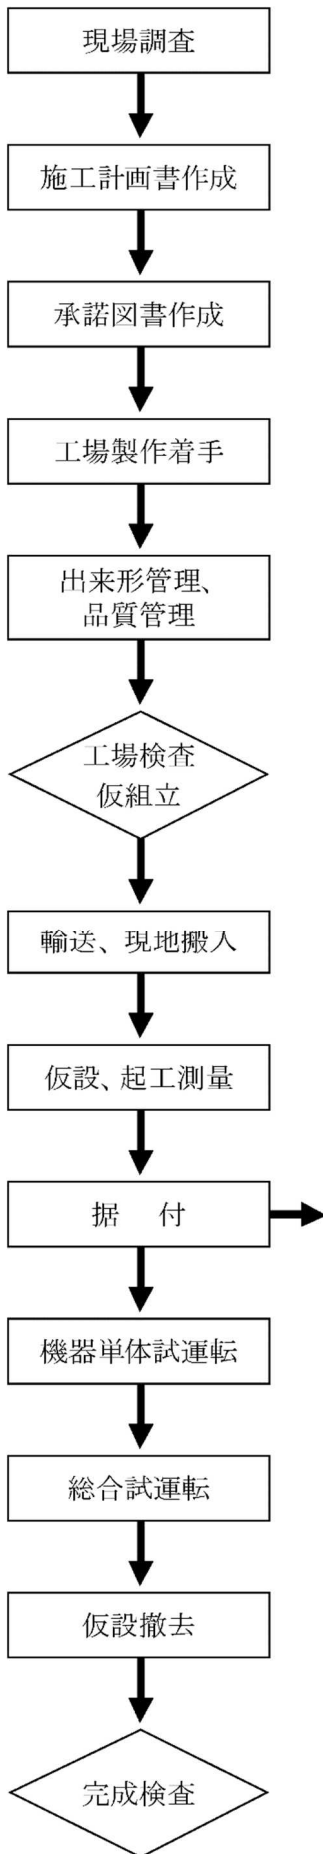 現場調査
施工計画書作成
承諾図書作成
工場製作着手
出来形管理、
品質管理
工場検査
仮組立
輸送、現地搬入
仮設、起工測量
据　付
機器単体試運転
総合試運転
仮設撤去
完成検査